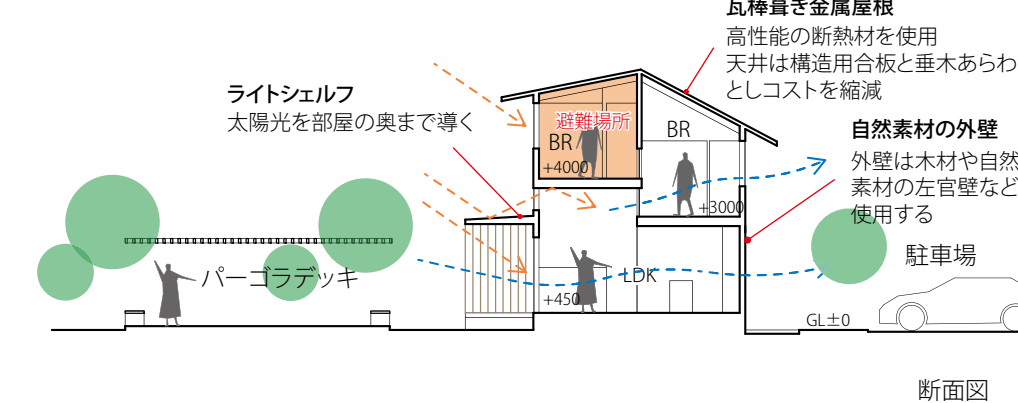 瓦棒葺き金属屋根
高性能の断熱材を使用
天井は構造用合板と垂木あらわ
としコストを縮減
ライトシェルフ
太陽光を部屋の奥まで導く
避難場所
BR
+4000
BR
+3000
自然素材の外壁
外壁は木材や自然
素材の左官壁など
使用する
駐車場
パーゴラデッキ
LDK
+450
GL±0
断面図